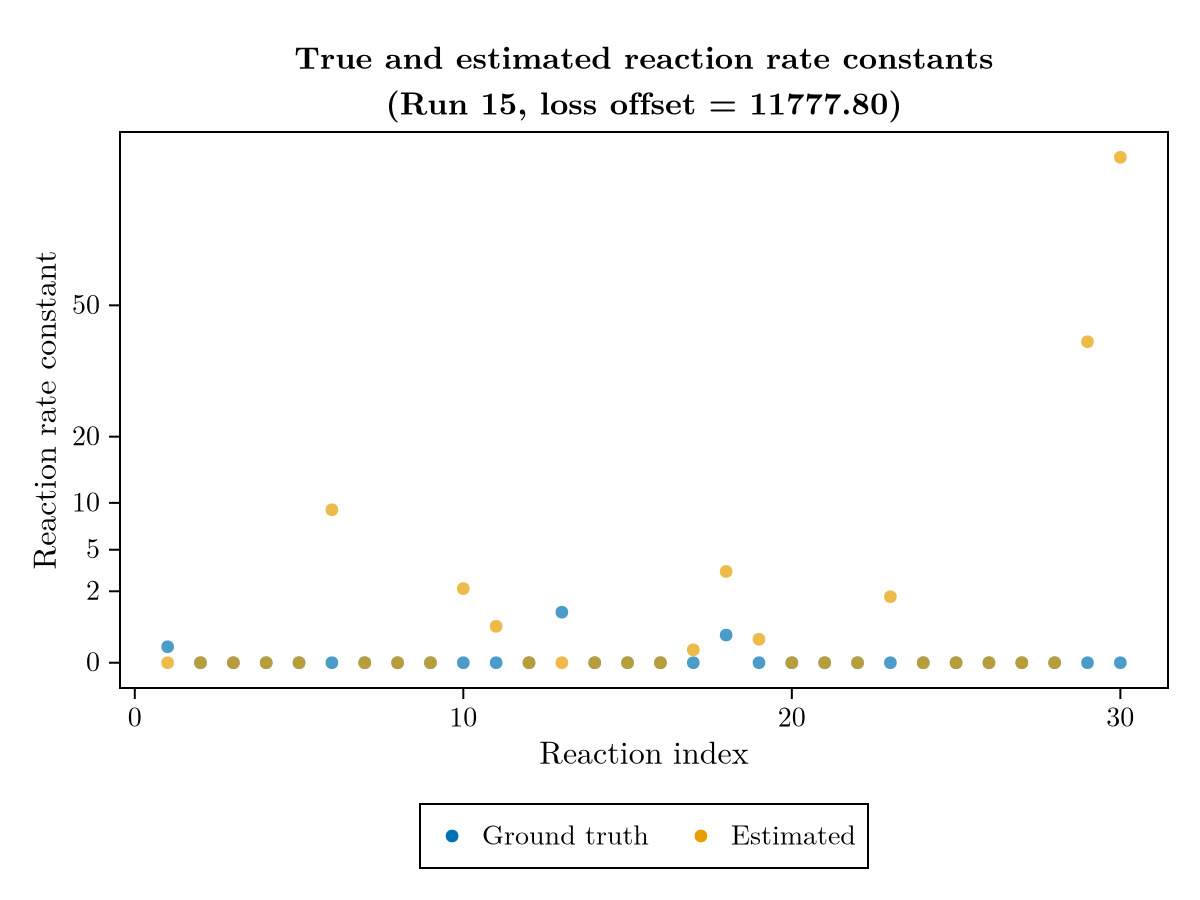 True and estimated reaction rate constants
(Run 15, loss offset = 11777.80)
Reaction rate constant
50
20
10
5
2
0
0 10 20 30
Reaction index
Ground truth Estimated